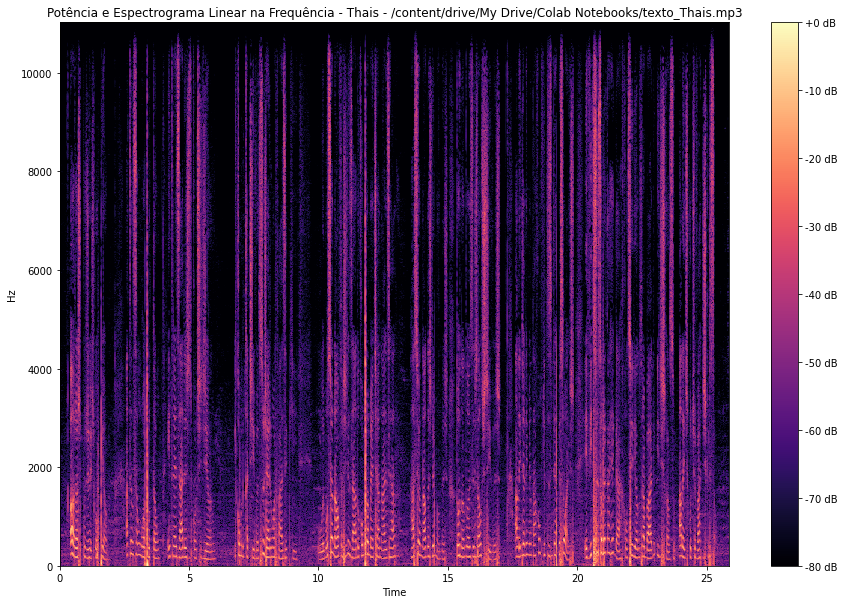 Potência e Espectrograma Linear na Frequência - Thais - /content/drive/My Drive/Colab Notebooks/texto_Thais.mp3
10000
8000
6000
4000
2000
0
Hz
0
5
10
15
20
25
Time
+0 dB
-10 dB
-20 dB
-30 dB
-40 dB
-50 dB
-60 dB
-70 dB
-80 dB